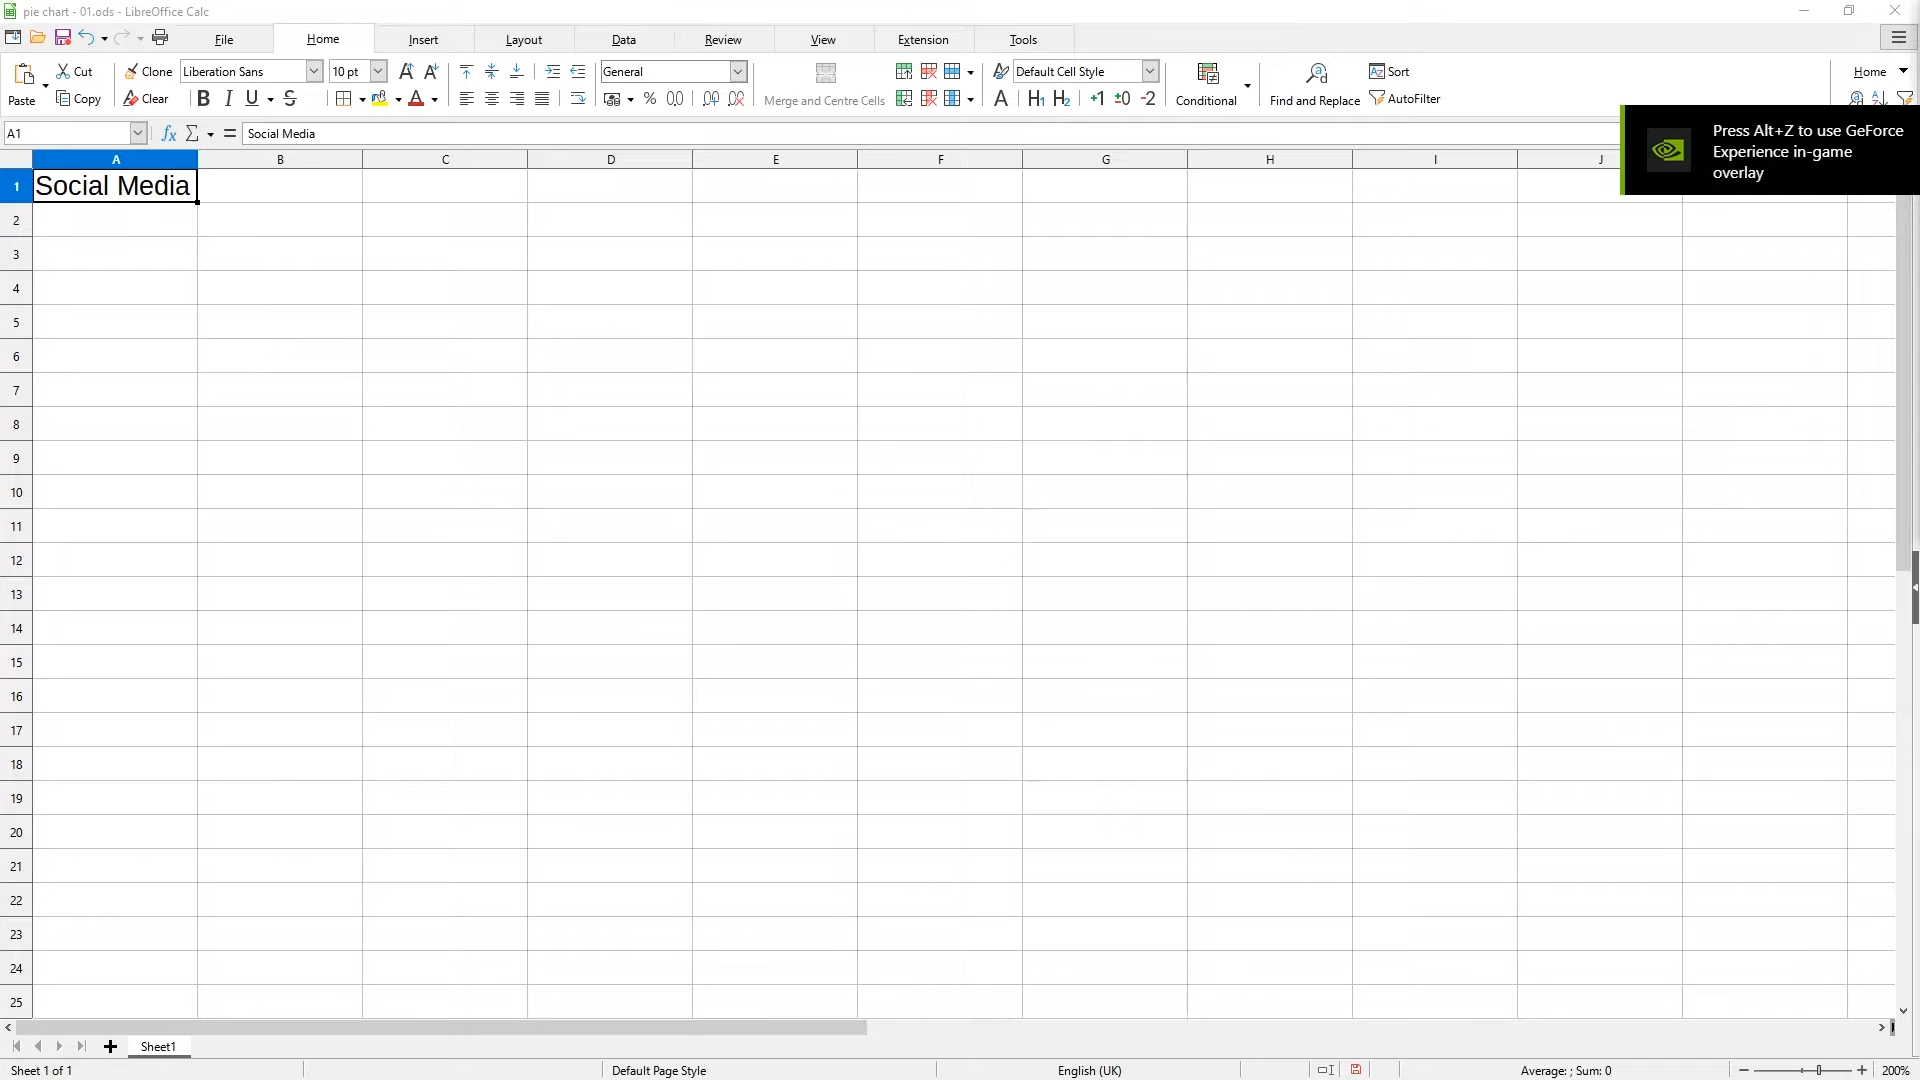 pie chart - 01.ods - LibreOffice Calc
File Home Insert Layout Data Review View Extension Tools
Paste Cut Clone Liberation Sans 10 pt General Default Cell Style Sort Home
Copy Clear Merge and Centre Cells Conditional Find and Replace AutoFilter
A1 Social Media
Press Alt+Z to use GeForce
Experience in-game
overlay
A B C D E F G H I J
1 Social Media
2
3
4
5
6
7
8
9
10
11
12
13
14
15
16
17
18
19
20
21
22
23
24
25
Sheet1
Sheet 1 of 1 Default Page Style English (UK) Average: ; Sum: 0 200%